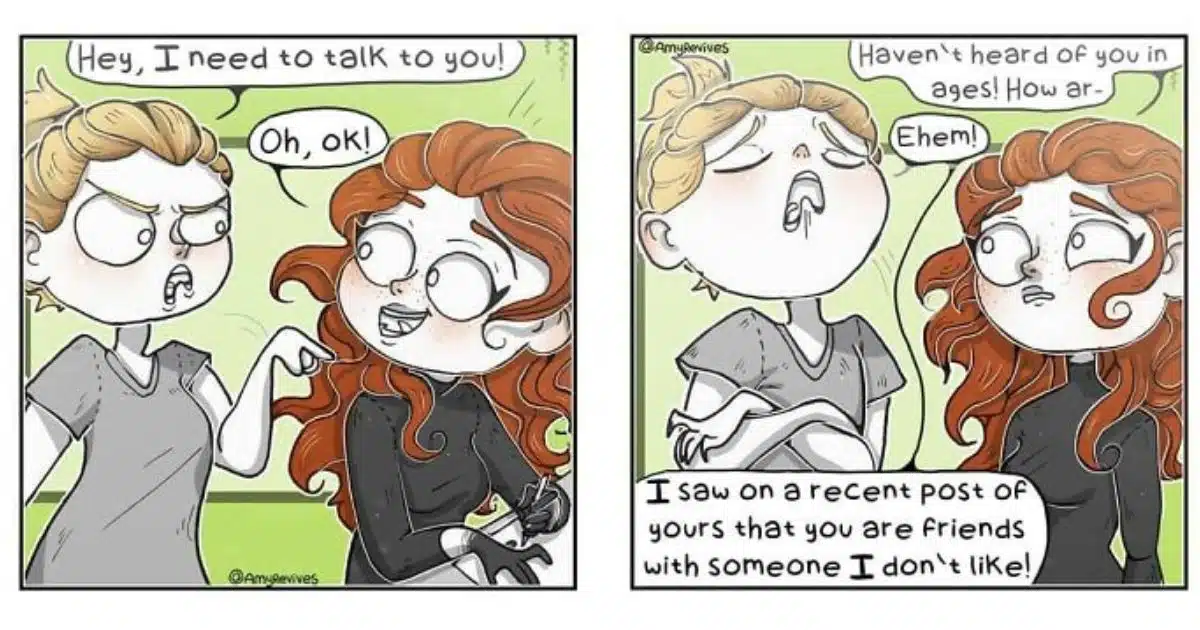 Hey, I need to talk to you!
Oh, ok!
@AmyRevives
@AmyRevives
Haven't heard of you in
ages! How ar-
Ehem!
I saw on a recent post of
yours that you are friends
with someone I don't like!